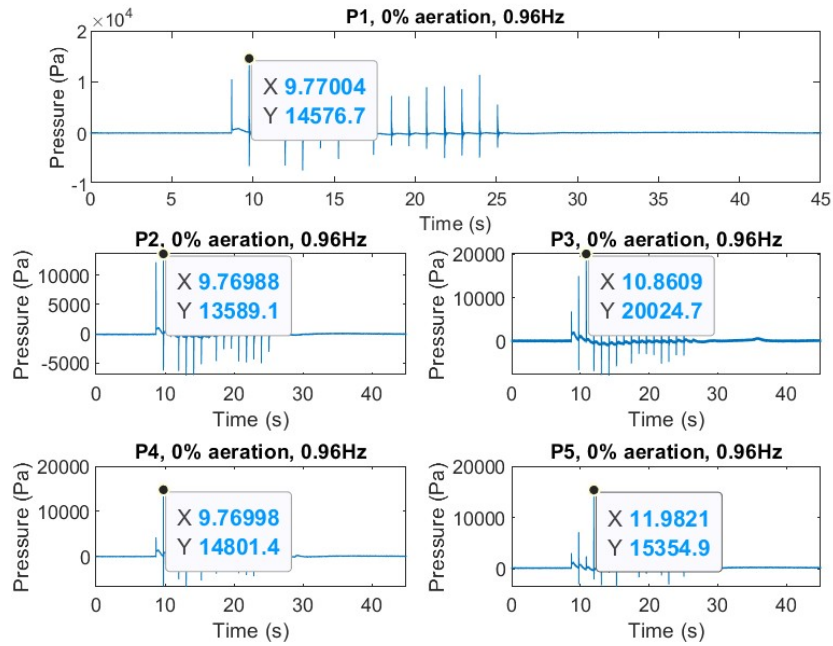 P1, 0% aeration, 0.96Hz
2 ×10⁴
1
0
-1
Pressure (Pa)
X 9.77004
Y 14576.7
0 5 10 15 20 25 30 35 40 45
Time (s)
P2, 0% aeration, 0.96Hz
10000
5000
0
-5000
Pressure (Pa)
X 9.76988
Y 13589.1
0 10 20 30 40
Time (s)
P3, 0% aeration, 0.96Hz
20000
10000
0
Pressure (Pa)
X 10.8609
Y 20024.7
0 10 20 30 40
Time (s)
P4, 0% aeration, 0.96Hz
20000
10000
0
Pressure (Pa)
X 9.76998
Y 14801.4
0 10 20 30 40
Time (s)
P5, 0% aeration, 0.96Hz
20000
10000
0
Pressure (Pa)
X 11.9821
Y 15354.9
0 10 20 30 40
Time (s)